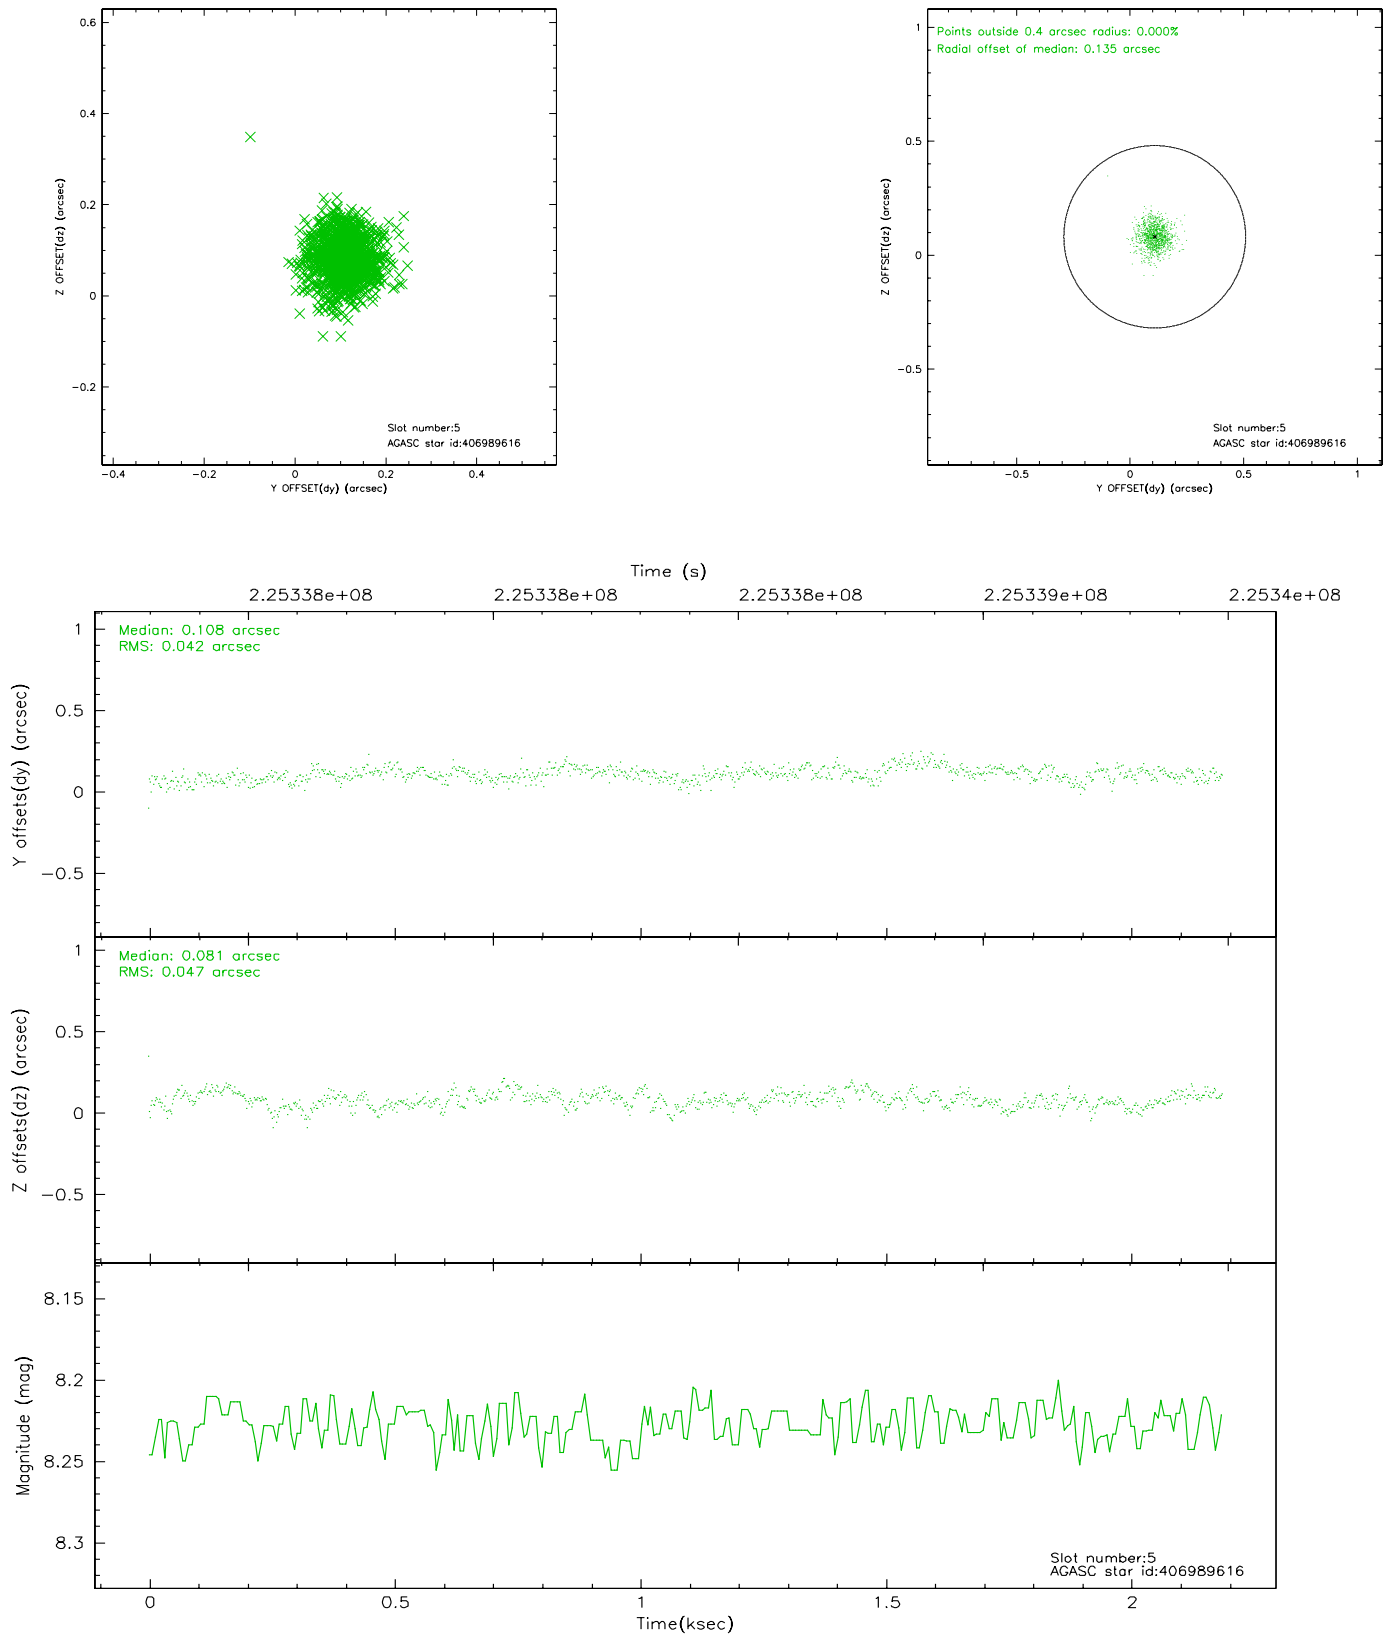 0.6
0.4
0.2
0
−0.2
Z OFFSET(dz) (arcsec)
Slot number:5
AGASC star id:406989616
−0.4 −0.2 0 0.2 0.4
Y OFFSET(dy) (arcsec)
Points outside 0.4 arcsec radius: 0.000%
Radial offset of median: 0.135 arcsec
1
0.5
0
−0.5
Z OFFSET(dz) (arcsec)
Slot number:5
AGASC star id:406989616
−0.5 0 0.5 1
Y OFFSET(dy) (arcsec)
Time (s)
2.25338e+08 2.25338e+08 2.25338e+08 2.25339e+08 2.2534e+08
Median: 0.108 arcsec
RMS: 0.042 arcsec
1
0.5
0
−0.5
Y offsets(dy) (arcsec)
Median: 0.081 arcsec
RMS: 0.047 arcsec
1
0.5
0
−0.5
Z offsets(dz) (arcsec)
8.15
8.2
8.25
8.3
Magnitude (mag)
Slot number:5
AGASC star id:406989616
0 0.5 1 1.5 2
Time(ksec)